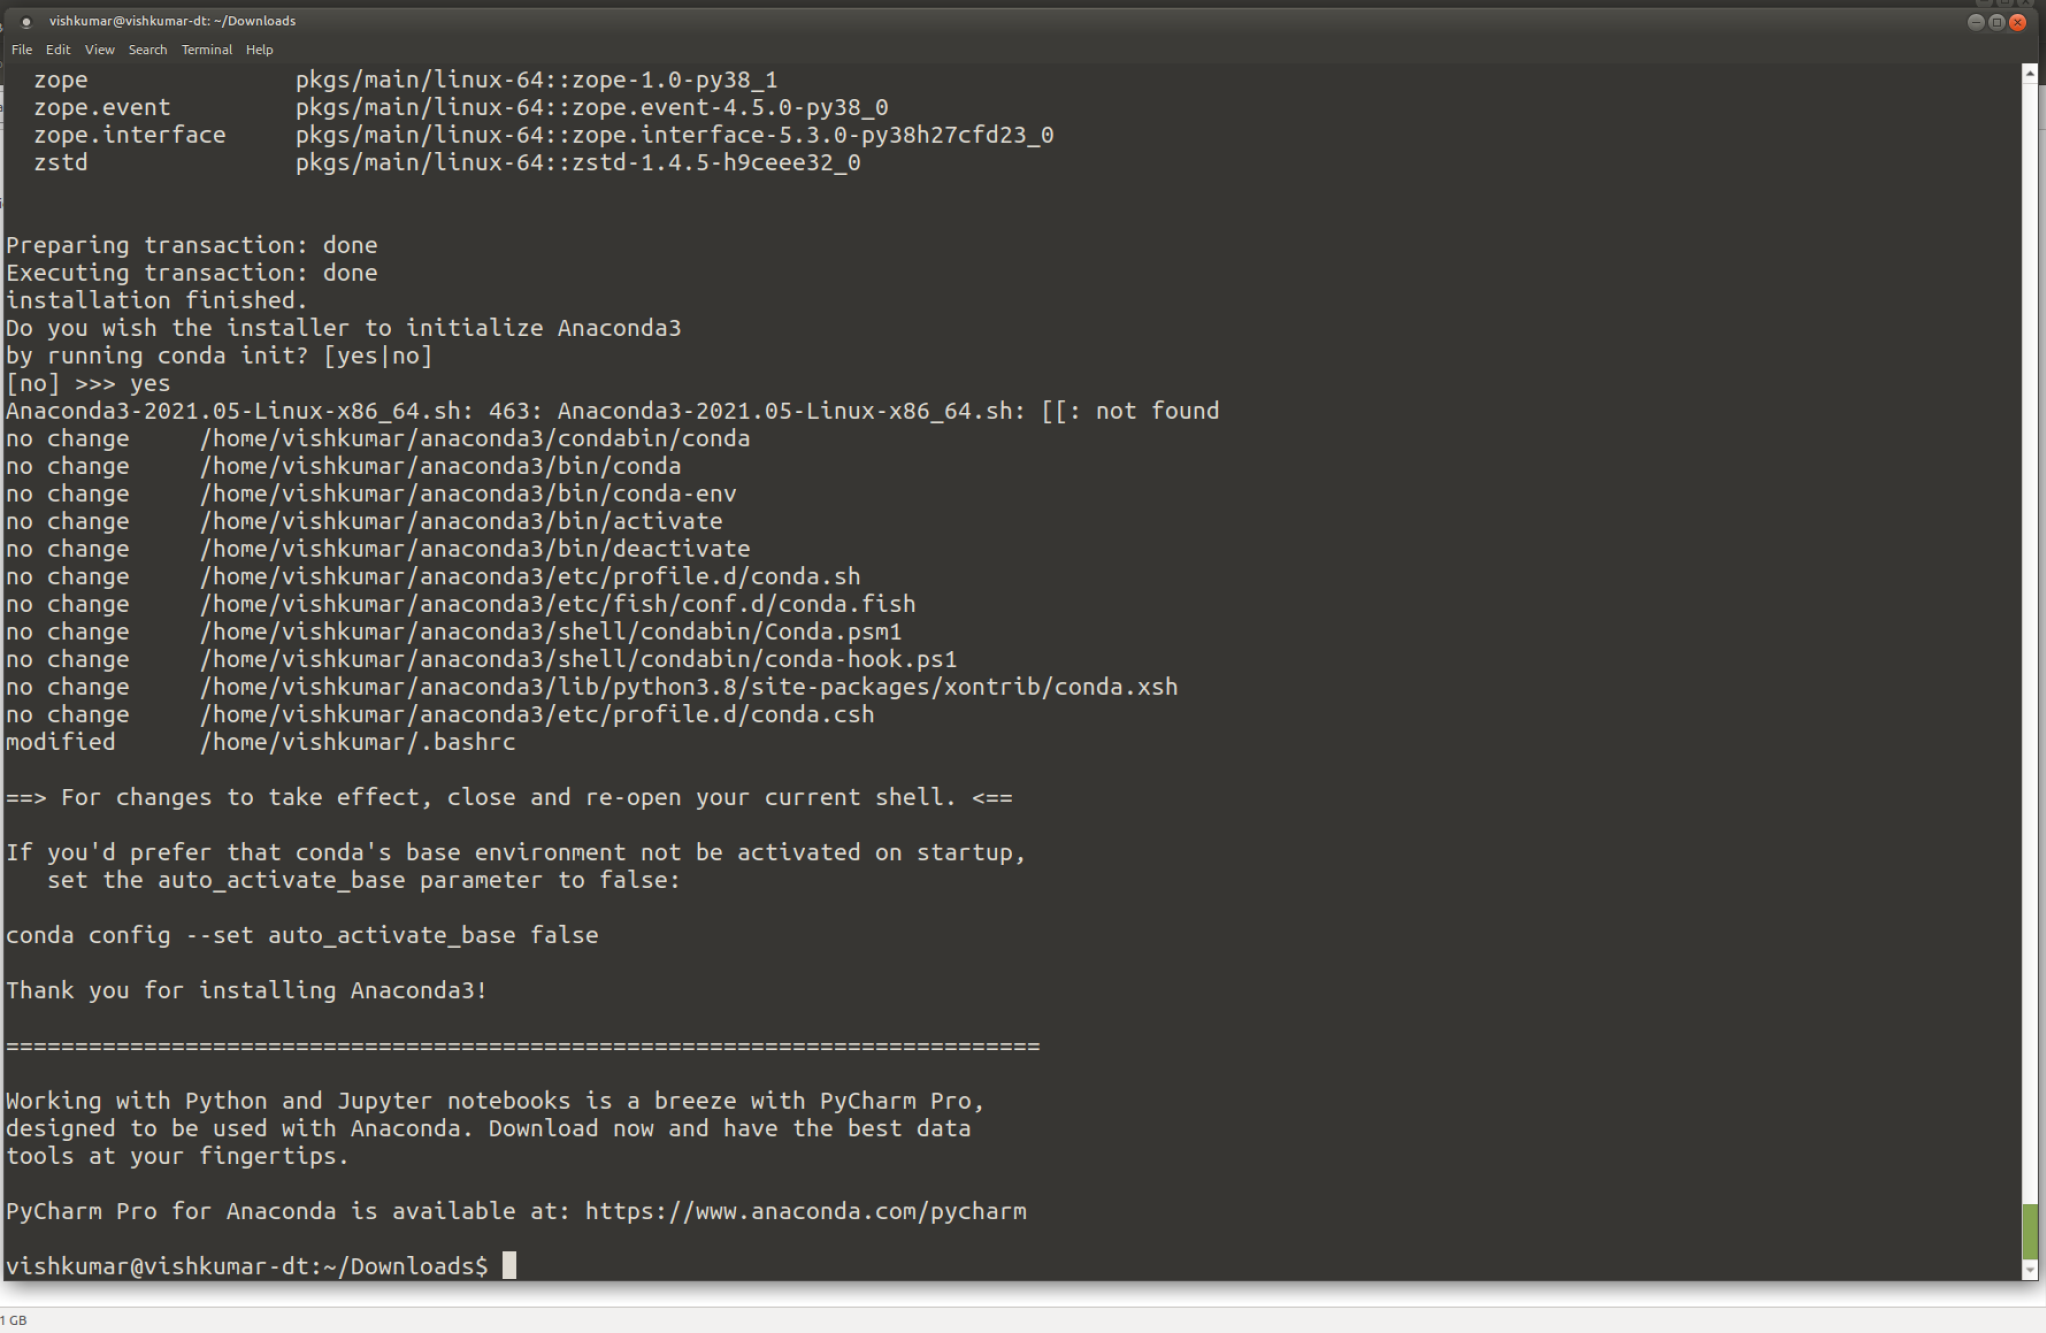 vishkumar@vishkumar-dt: ~/Downloads
File Edit View Search Terminal Help
zope pkgs/main/linux-64::zope-1.0-py38_1
zope.event pkgs/main/linux-64::zope.event-4.5.0-py38_0
zope.interface pkgs/main/linux-64::zope.interface-5.3.0-py38h27cfd23_0
zstd pkgs/main/linux-64::zstd-1.4.5-h9ceee32_0
Preparing transaction: done
Executing transaction: done
installation finished.
Do you wish the installer to initialize Anaconda3
by running conda init? [yes|no]
[no] >>> yes
Anaconda3-2021.05-Linux-x86_64.sh: 463: Anaconda3-2021.05-Linux-x86_64.sh: [[: not found
no change /home/vishkumar/anaconda3/condabin/conda
no change /home/vishkumar/anaconda3/bin/conda
no change /home/vishkumar/anaconda3/bin/conda-env
no change /home/vishkumar/anaconda3/bin/activate
no change /home/vishkumar/anaconda3/bin/deactivate
no change /home/vishkumar/anaconda3/etc/profile.d/conda.sh
no change /home/vishkumar/anaconda3/etc/fish/conf.d/conda.fish
no change /home/vishkumar/anaconda3/shell/condabin/Conda.psm1
no change /home/vishkumar/anaconda3/shell/condabin/conda-hook.ps1
no change /home/vishkumar/anaconda3/lib/python3.8/site-packages/xontrib/conda.xsh
no change /home/vishkumar/anaconda3/etc/profile.d/conda.csh
modified /home/vishkumar/.bashrc
==> For changes to take effect, close and re-open your current shell. <==
If you'd prefer that conda's base environment not be activated on startup,
set the auto_activate_base parameter to false:
conda config --set auto_activate_base false
Thank you for installing Anaconda3!
===========================================================================
Working with Python and Jupyter notebooks is a breeze with PyCharm Pro,
designed to be used with Anaconda. Download now and have the best data
tools at your fingertips.
PyCharm Pro for Anaconda is available at: https://www.anaconda.com/pycharm
vishkumar@vishkumar-dt:~/Downloads$
1 GB